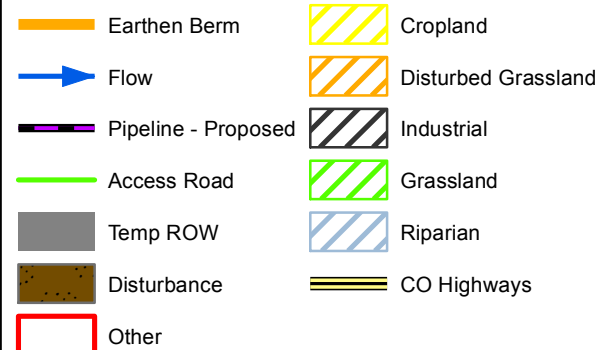 Earthen Berm
Flow
Pipeline - Proposed
Access Road
Temp ROW
Disturbance
Other
Cropland
Disturbed Grassland
Industrial
Grassland
Riparian
CO Highways